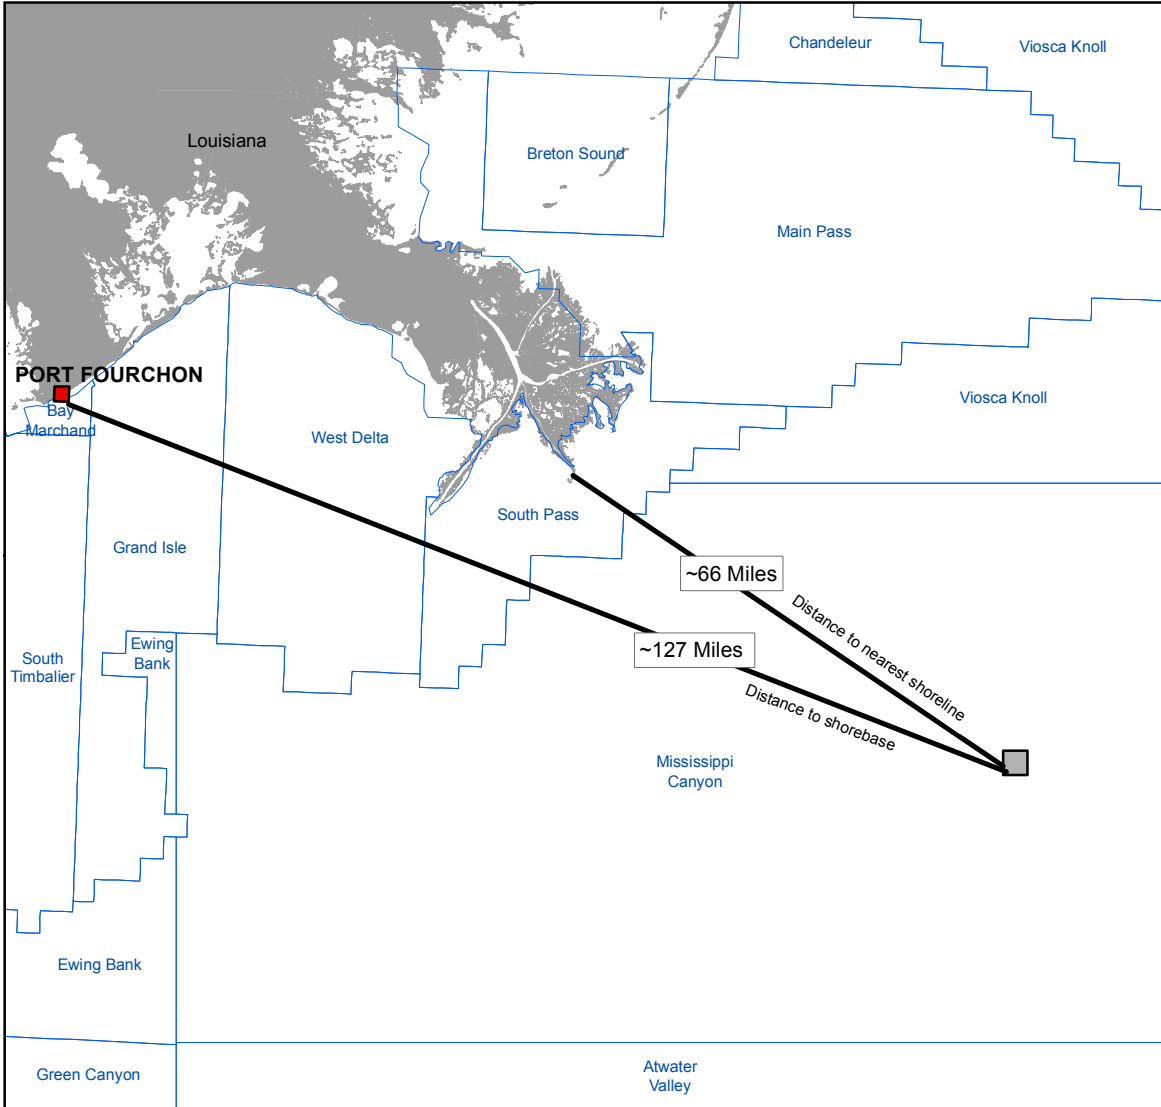 Chandeleur
Viosca Knoll
Louisiana
Breton Sound
Main Pass
PORT FOURCHON
Bay
Marchand
Viosca Knoll
West Delta
South Pass
Grand Isle
~66 Miles
Distance to nearest shoreline
~127 Miles
Distance to shorebase
Ewing
Bank
South
Timbalier
Mississippi
Canyon
Ewing Bank
Green Canyon
Atwater
Valley